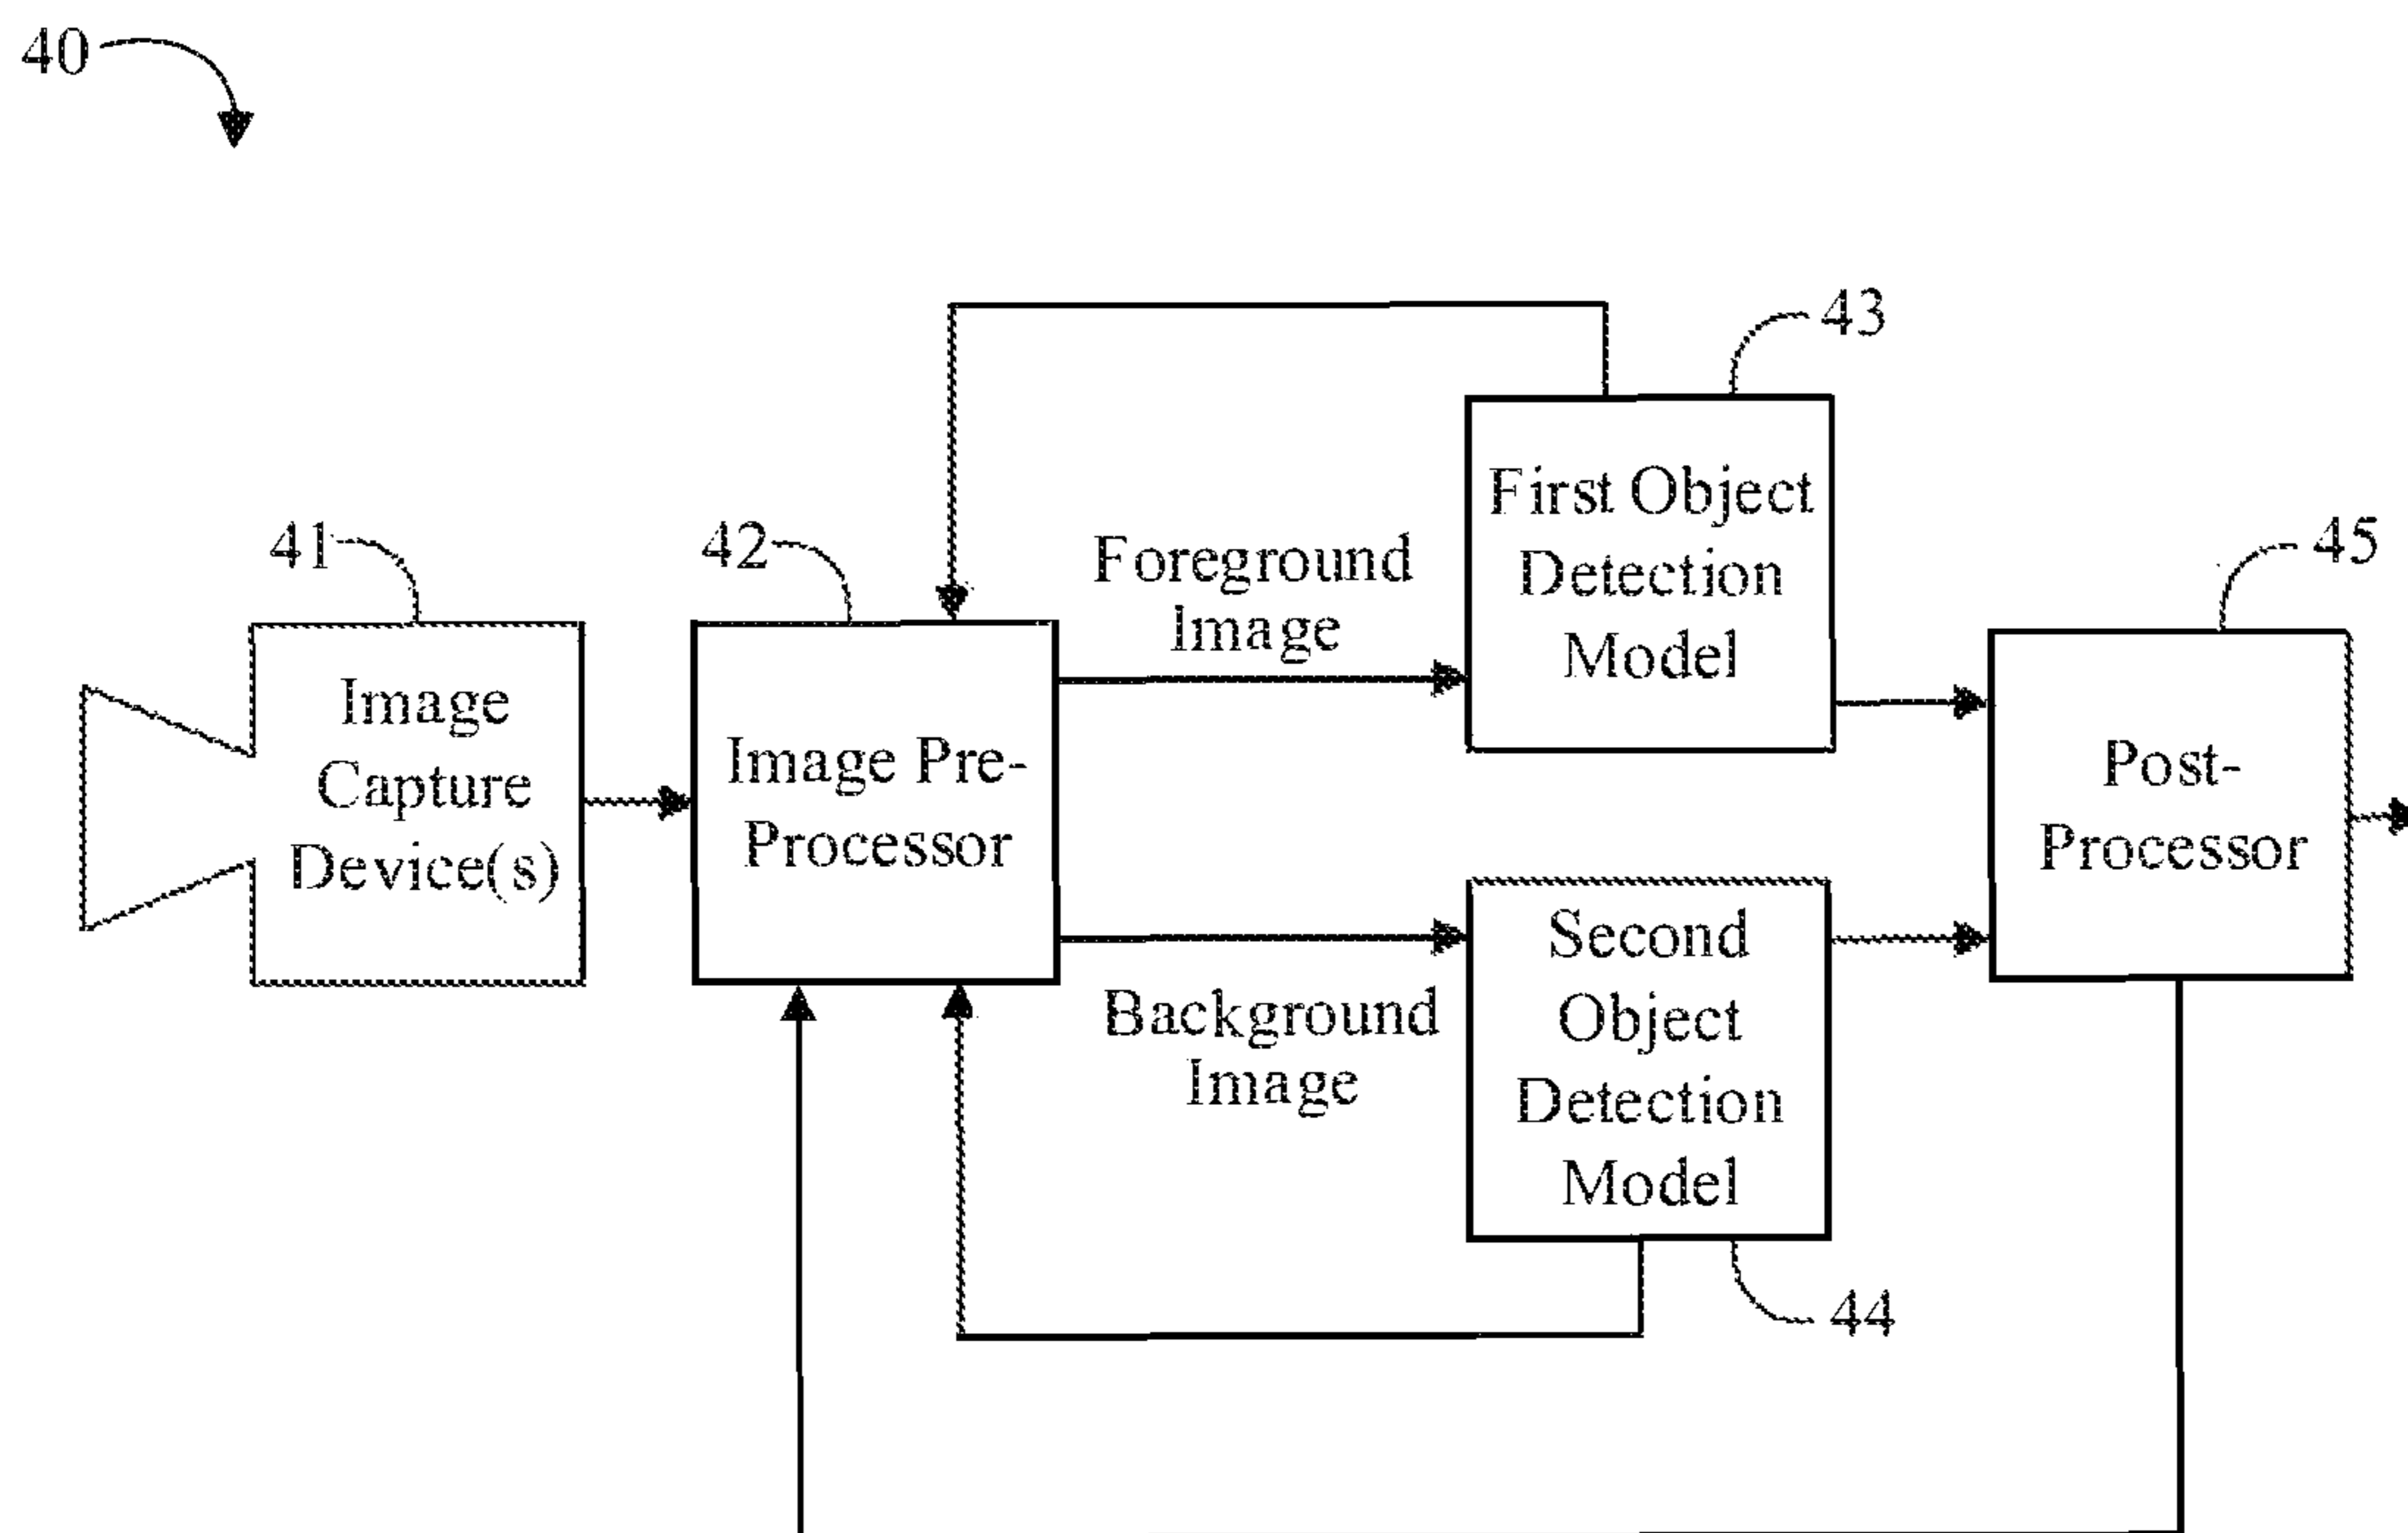 40
43
First Object
Detection
Model
41
42
Foreground
Image
45
Image
Capture
Device(s)
Image Pre-
Processor
Post-
Processor
Background
Image
Second
Object
Detection
Model
44